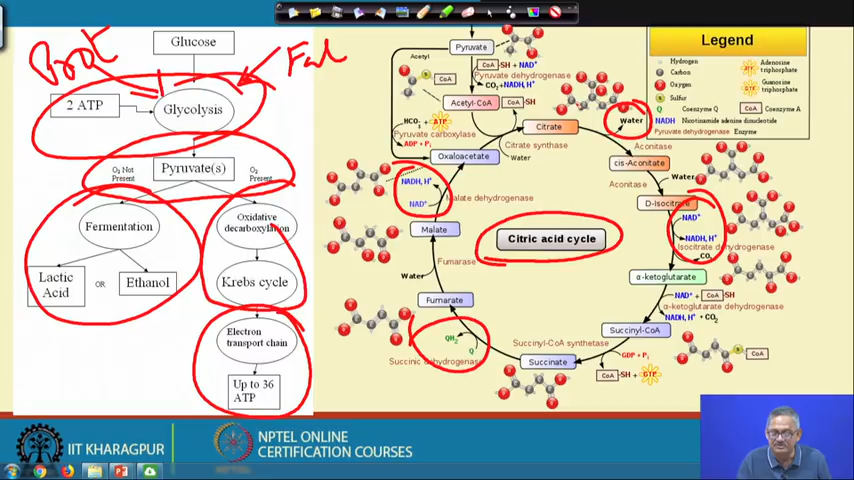 Prot
Fat
Glucose
2 ATP
Glycolysis
O₂ Not
Present
Pyruvate(s)
O₂
Present
Fermentation
Oxidative
decarboxylation
Lactic
Acid
OR
Ethanol
Krebs cycle
Electron
transport chain
Up to 36
ATP
Pyruvate
CoA-SH + NAD⁺
Pyruvate dehydrogenase
CO₂+NADH, H⁺
Acetyl
S CoA
Acetyl-CoA
CoA-SH
HCO₃⁻ + ATP
Pyruvate carboxylase
ADP + Pᵢ
Citrate
Citrate synthase
Water
Oxaloacetate
Water
Aconitase
cis-Aconitate
Aconitase
Water
D-Isocitrate
NAD⁺
NADH, H⁺
Isocitrate dehydrogenase
CO₂
α-ketoglutarate
NAD⁺ + CoA-SH
α-ketoglutarate dehydrogenase
NADH, H⁺ + CO₂
Succinyl-CoA
S CoA
Succinyl-CoA synthetase
GDP + Pᵢ
CoA-SH + GTP
Succinate
QH₂
Q
Succinic dehydrogenase
Fumarate
Water
Fumarase
Malate
NADH, H⁺
NAD⁺
Malate dehydrogenase
Citric acid cycle
Legend
Hydrogen
Carbon
Oxygen
Sulfur
Q Coenzyme Q
NADH Nicotinamide adenine dinucleotide
Pyruvate dehydrogenase Enzyme
ATP Adenosine
triphosphate
GTP Guanosine
triphosphate
CoA Coenzyme A
IIT KHARAGPUR
NPTEL ONLINE
CERTIFICATION COURSES